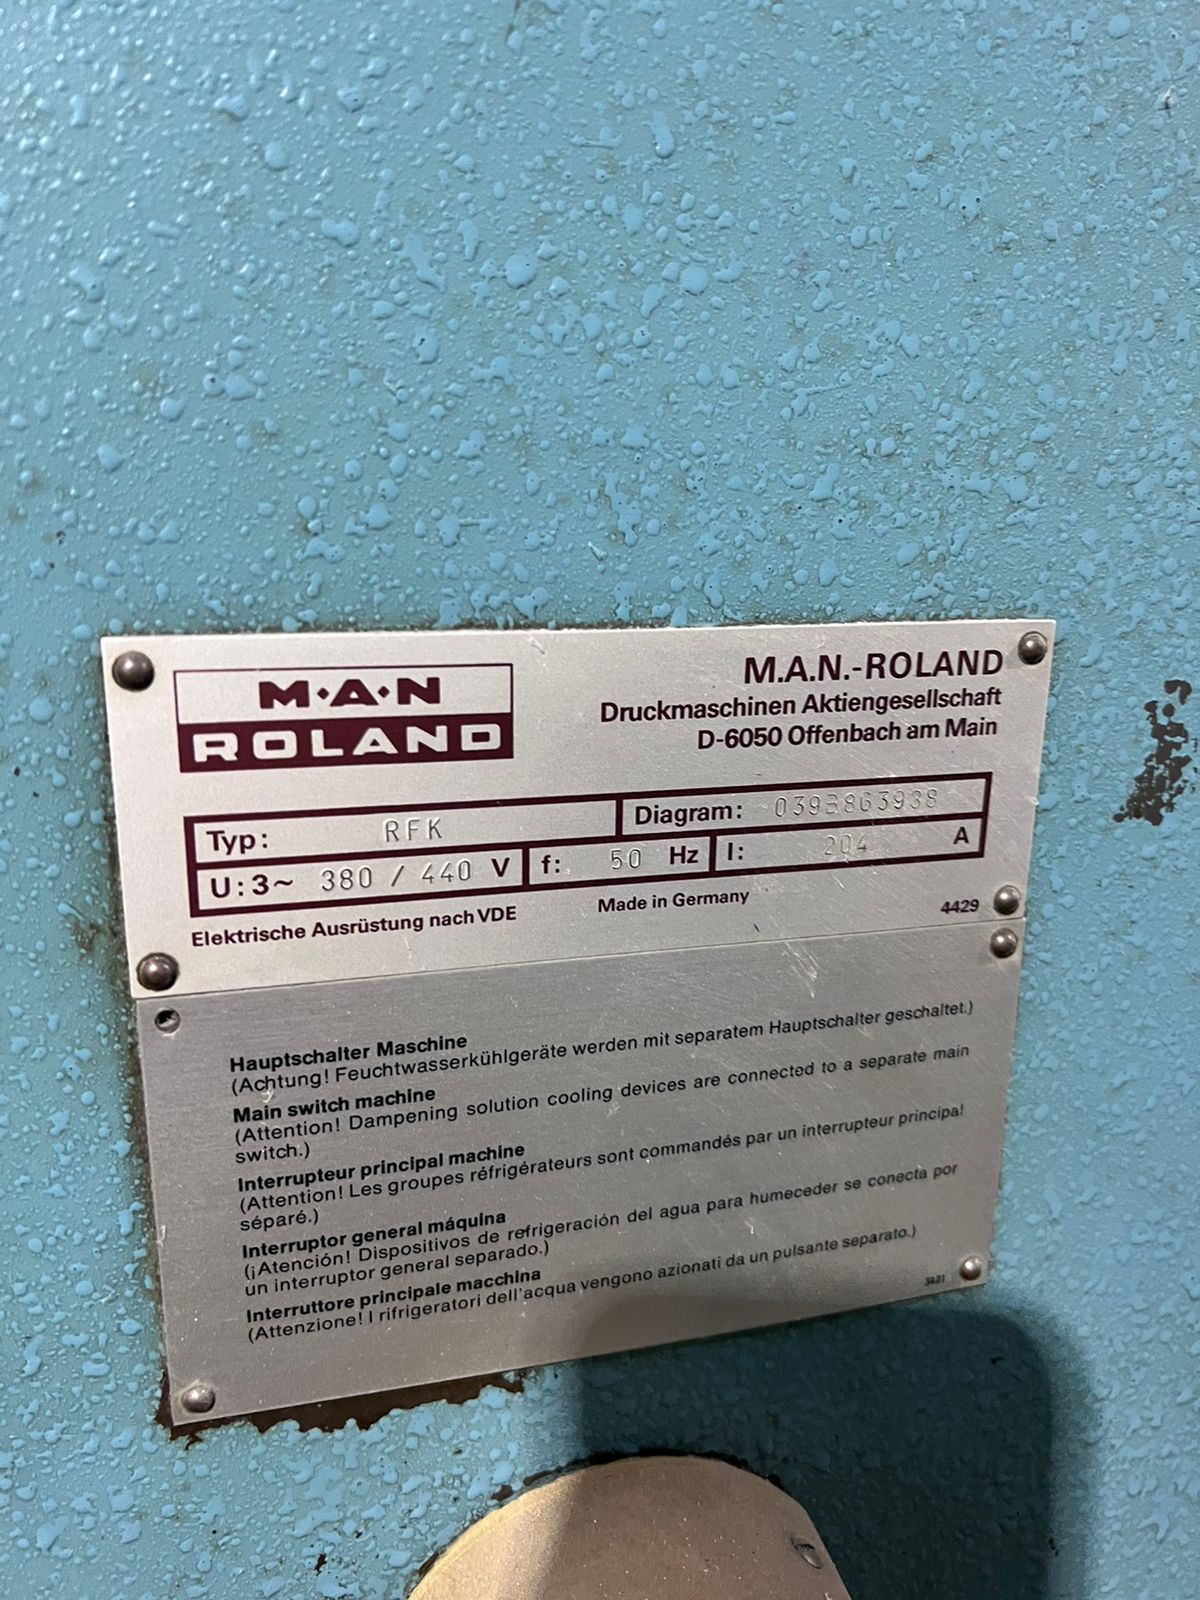 M·A·N
ROLAND
M.A.N.-ROLAND
Druckmaschinen Aktiengesellschaft
D-6050 Offenbach am Main
Typ: RFK
Diagram: 039B863938
U: 3~ 380 / 440 V f: 50 Hz I: 204 A
Elektrische Ausrüstung nach VDE
Made in Germany
4429
Hauptschalter Maschine
(Achtung! Feuchtwasserkühlgeräte werden mit separatem Hauptschalter geschaltet.)
Main switch machine
(Attention! Dampening solution cooling devices are connected to a separate main
switch.)
Interrupteur principal machine
(Attention! Les groupes réfrigérateurs sont commandés par un interrupteur principal
séparé.)
Interruptor general máquina
(¡Atención! Dispositivos de refrigeración del agua para humeceder se conecta por
un interruptor general separado.)
Interruttore principale macchina
(Attenzione! I rifrigeratori dell'acqua vengono azionati da un pulsante separato.)